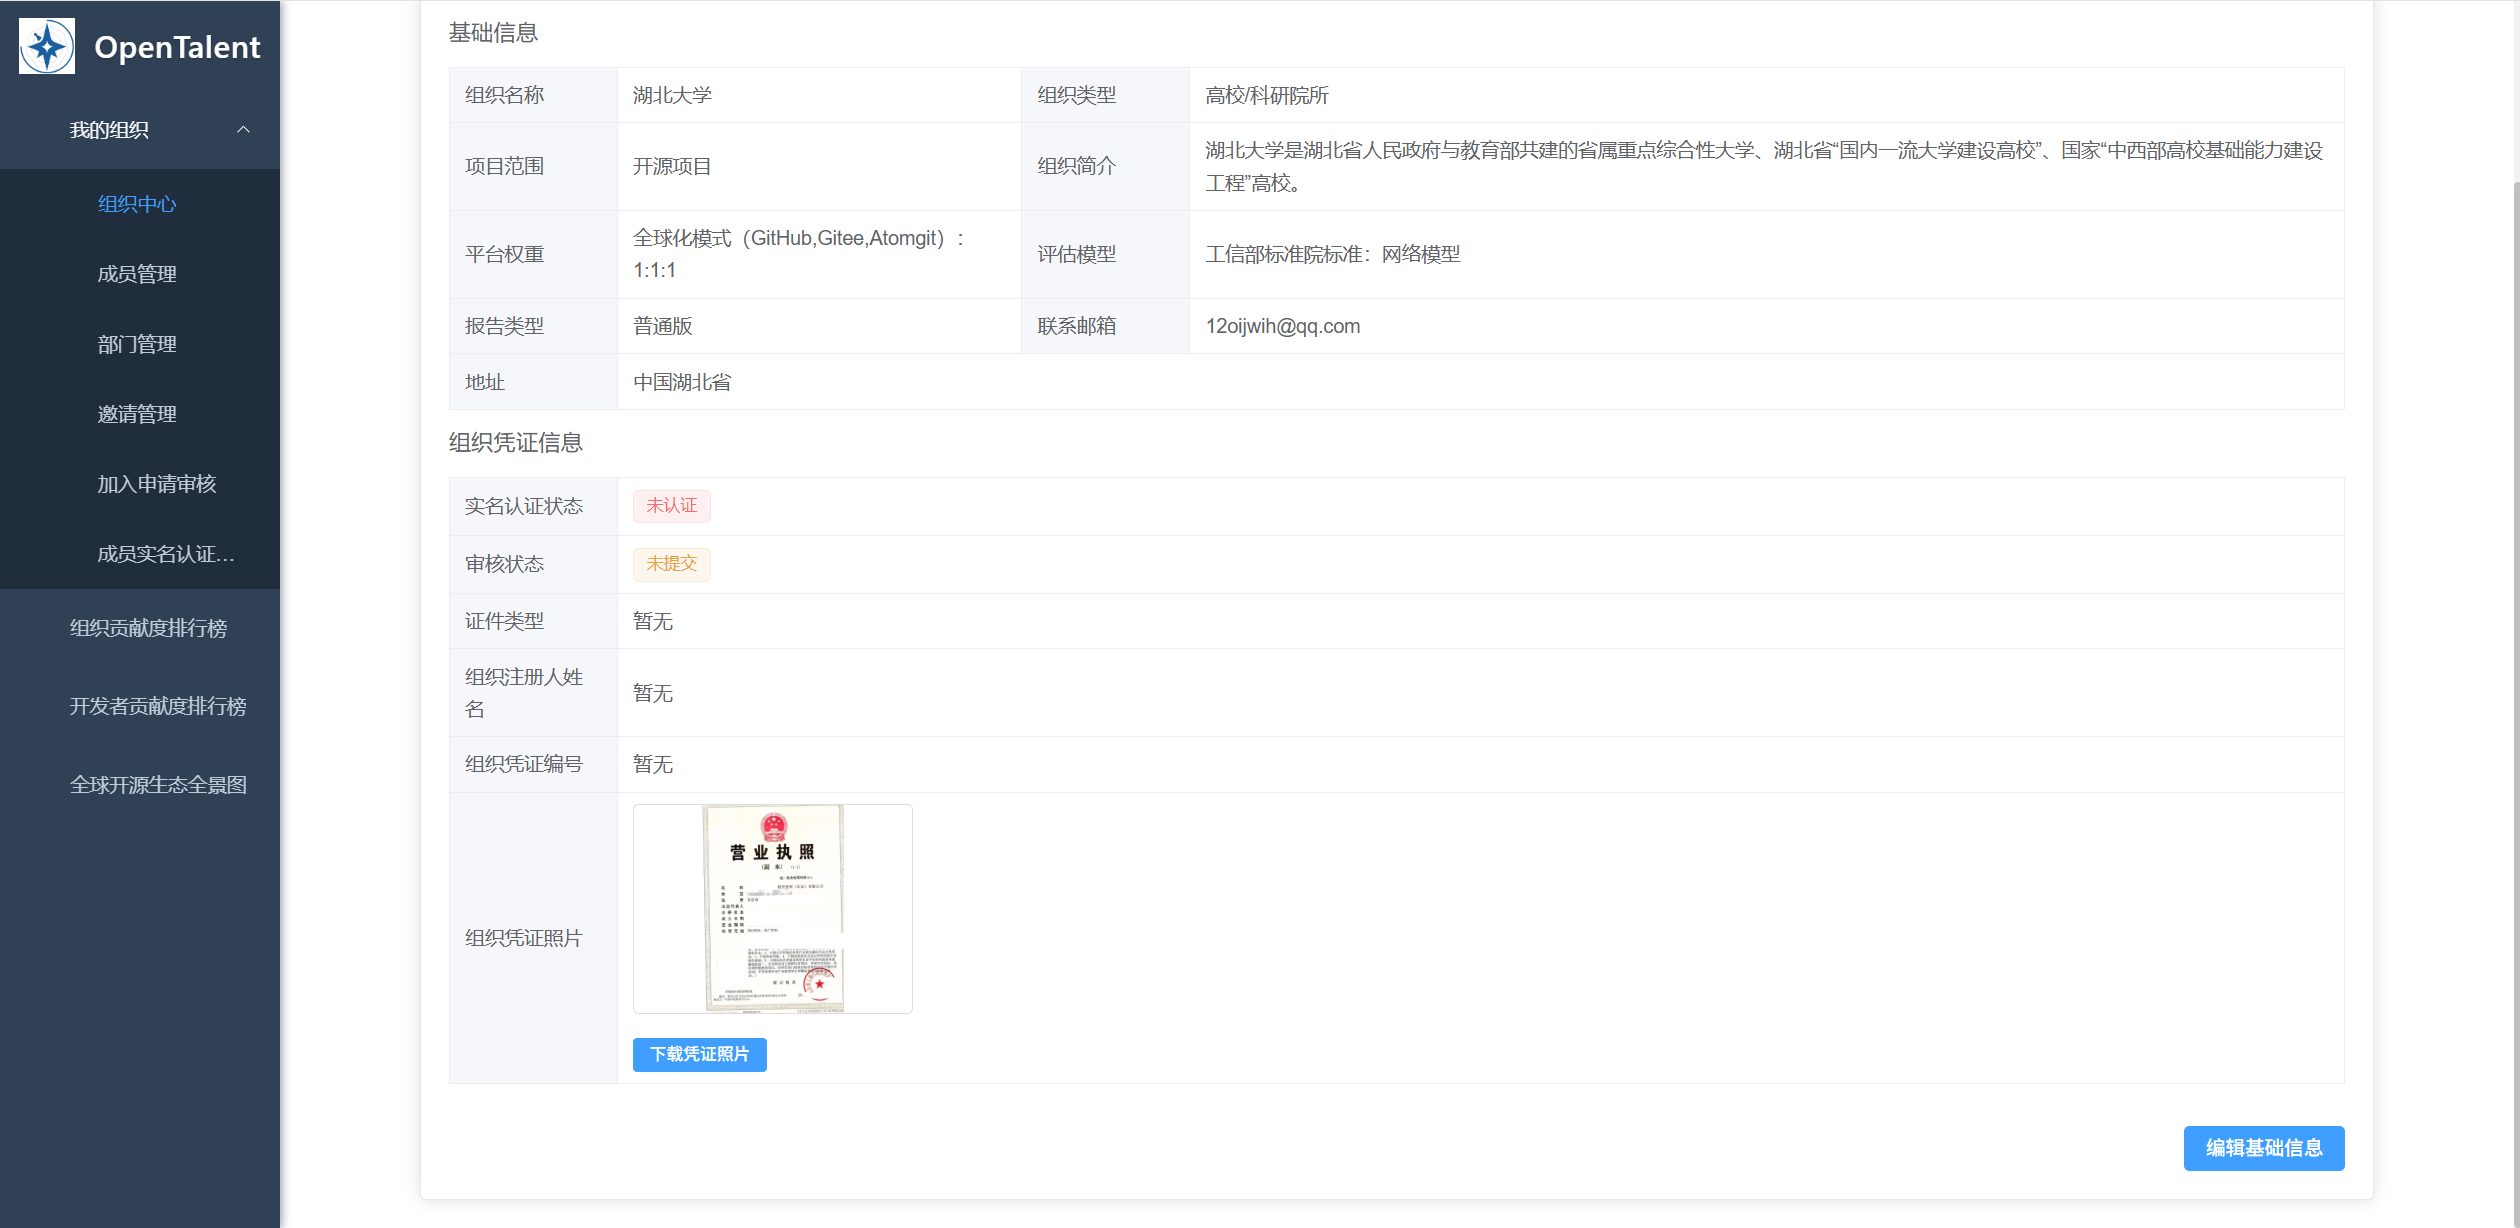 OpenTalent
我的组织
组织中心
成员管理
部门管理
邀请管理
加入申请审核
成员实名认证...
组织贡献度排行榜
开发者贡献度排行榜
全球开源生态全景图
基础信息
组织名称 湖北大学 组织类型 高校/科研院所
项目范围 开源项目 组织简介 湖北大学是湖北省人民政府与教育部共建的省属重点综合性大学、湖北省“国内一流大学建设高校”、国家“中西部高校基础能力建设
工程”高校。
平台权重 全球化模式（GitHub,Gitee,Atomgit）:
1:1:1
评估模型 工信部标准院标准：网络模型
报告类型 普通版 联系邮箱 12oijwih@qq.com
地址 中国湖北省
组织凭证信息
实名认证状态 未认证
审核状态 未提交
证件类型 暂无
组织注册人姓
名
暂无
组织凭证编号 暂无
组织凭证照片
营业执照
（副本）
下载凭证照片
编辑基础信息